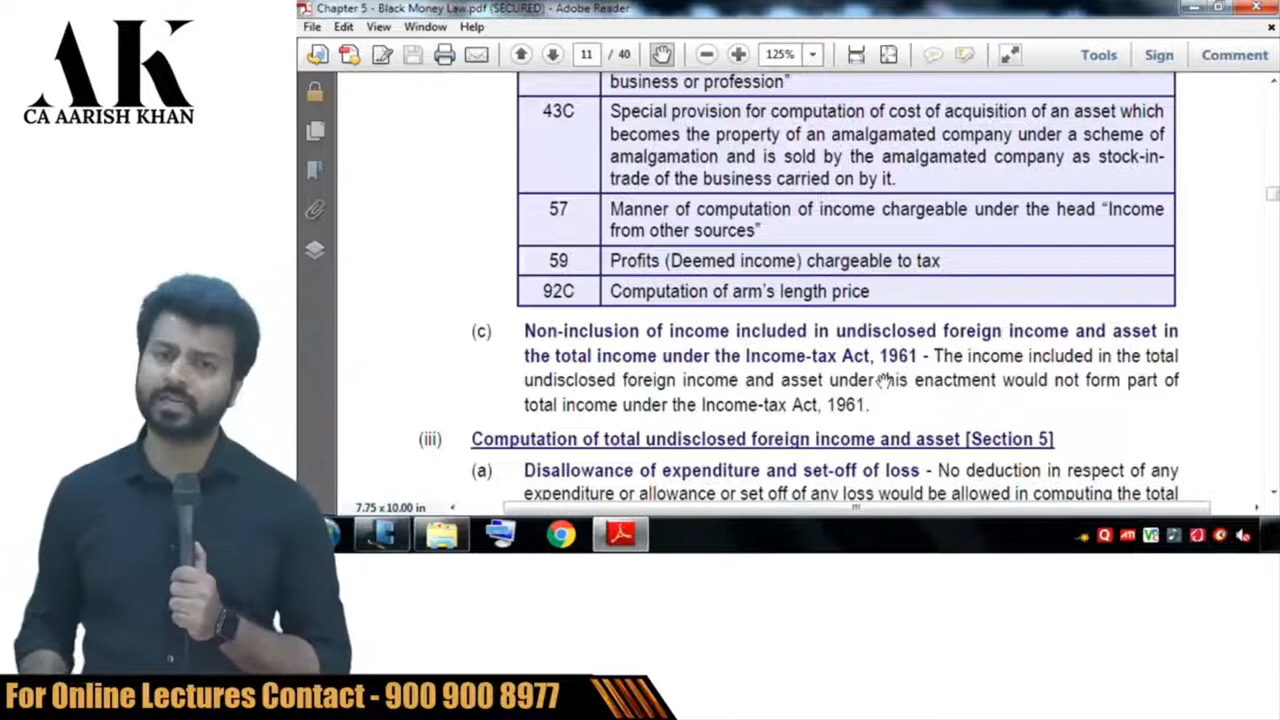 AK
CA AARISH KHAN
Chapter 5 - Black Money Law.pdf (SECURED) - Adobe Reader
File Edit View Window Help
11 / 40 125% Tools Sign Comment
business or profession”
43C Special provision for computation of cost of acquisition of an asset which
becomes the property of an amalgamated company under a scheme of
amalgamation and is sold by the amalgamated company as stock-in-
trade of the business carried on by it.
57 Manner of computation of income chargeable under the head “Income
from other sources”
59 Profits (Deemed income) chargeable to tax
92C Computation of arm’s length price
(c) Non-inclusion of income included in undisclosed foreign income and asset in
the total income under the Income-tax Act, 1961 - The income included in the total
undisclosed foreign income and asset under this enactment would not form part of
total income under the Income-tax Act, 1961.
(iii) Computation of total undisclosed foreign income and asset [Section 5]
(a) Disallowance of expenditure and set-off of loss - No deduction in respect of any
expenditure or allowance or set off of any loss would be allowed in computing the total
7.75 x 10.00 in
For Online Lectures Contact - 900 900 8977